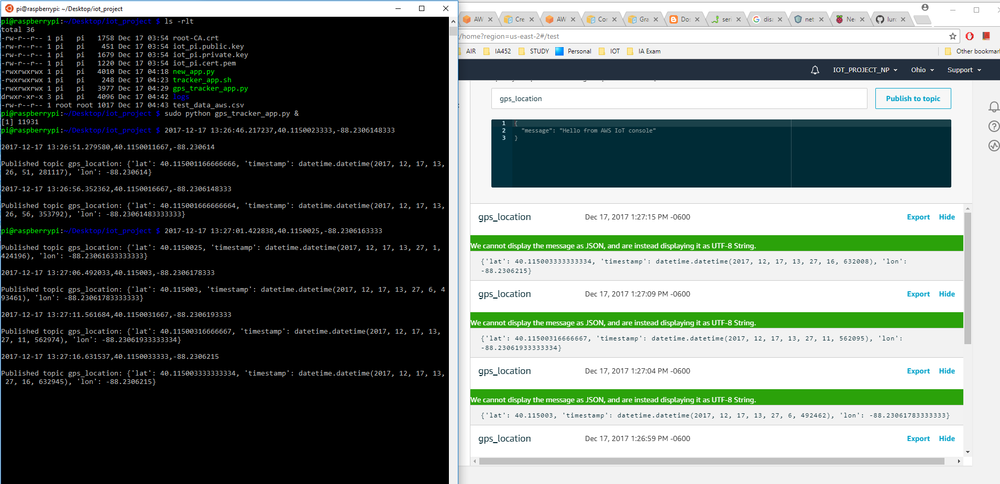 pi@raspberrypi: ~/Desktop/iot_project
pi@raspberrypi:~/Desktop/iot_project $ ls -rlt
total 36
-rw-r--r-- 1 pi   pi   1758 Dec 17 03:54 root-CA.crt
-rw-r--r-- 1 pi   pi    451 Dec 17 03:54 iot_pi.public.key
-rw-r--r-- 1 pi   pi   1679 Dec 17 03:54 iot_pi.private.key
-rw-r--r-- 1 pi   pi   1220 Dec 17 03:54 iot_pi.cert.pem
-rwxrwxrwx 1 pi   pi   4010 Dec 17 04:18 new_app.py
-rwxrwxrwx 1 pi   pi    248 Dec 17 04:23 tracker_app.sh
-rwxrwxrwx 1 pi   pi   3977 Dec 17 04:29 gps_tracker_app.py
drwxr-xr-x 3 pi   pi   4096 Dec 17 04:42 logs
-rw-r--r-- 1 root root 1017 Dec 17 04:43 test_data_aws.csv
pi@raspberrypi:~/Desktop/iot_project $ sudo python gps_tracker_app.py &
[1] 11931
pi@raspberrypi:~/Desktop/iot_project $ 2017-12-17 13:26:46.217237,40.1150023333,-88.2306148333
2017-12-17 13:26:51.279580,40.1150011667,-88.230614
Published topic gps_location: {'lat': 40.115001166666666, 'timestamp': datetime.datetime(2017, 12, 17, 13,
26, 51, 281117), 'lon': -88.230614}
2017-12-17 13:26:56.352362,40.1150016667,-88.2306148333
Published topic gps_location: {'lat': 40.115001666666664, 'timestamp': datetime.datetime(2017, 12, 17, 13,
26, 56, 353792), 'lon': -88.23061483333333}
pi@raspberrypi:~/Desktop/iot_project $ 2017-12-17 13:27:01.422838,40.1150025,-88.2306163333
Published topic gps_location: {'lat': 40.1150025, 'timestamp': datetime.datetime(2017, 12, 17, 13, 27, 1,
424196), 'lon': -88.23061633333333}
2017-12-17 13:27:06.492033,40.115003,-88.2306178333
Published topic gps_location: {'lat': 40.115003, 'timestamp': datetime.datetime(2017, 12, 17, 13, 27, 6, 4
93461), 'lon': -88.23061783333333}
2017-12-17 13:27:11.561684,40.1150031667,-88.2306193333
Published topic gps_location: {'lat': 40.11500316666667, 'timestamp': datetime.datetime(2017, 12, 17, 13,
27, 11, 562974), 'lon': -88.23061933333334}
2017-12-17 13:27:16.631537,40.1150033333,-88.2306215
Published topic gps_location: {'lat': 40.115003333333334, 'timestamp': datetime.datetime(2017, 12, 17, 13,
27, 16, 632945), 'lon': -88.2306215}
AW Cre AW Cor Gra Dos seri disa net Ne luro
/home?region=us-east-2#/test
AIR IA452 STUDY Personal IOT IA Exam Other bookmar
IOT_PROJECT_NP Ohio Support
gps_location
Publish to topic
1 {
2 "message": "Hello from AWS IoT console"
3 }
gps_location Dec 17, 2017 1:27:15 PM -0600 Export Hide
We cannot display the message as JSON, and are instead displaying it as UTF-8 String.
{'lat': 40.115003333333334, 'timestamp': datetime.datetime(2017, 12, 17, 13, 27, 16, 632008), 'lon':
-88.2306215}
gps_location Dec 17, 2017 1:27:09 PM -0600 Export Hide
We cannot display the message as JSON, and are instead displaying it as UTF-8 String.
{'lat': 40.11500316666667, 'timestamp': datetime.datetime(2017, 12, 17, 13, 27, 11, 562095), 'lon':
-88.23061933333334}
gps_location Dec 17, 2017 1:27:04 PM -0600 Export Hide
We cannot display the message as JSON, and are instead displaying it as UTF-8 String.
{'lat': 40.115003, 'timestamp': datetime.datetime(2017, 12, 17, 13, 27, 6, 492462), 'lon': -88.23061783333333}
gps_location Dec 17, 2017 1:26:59 PM -0600 Export Hide